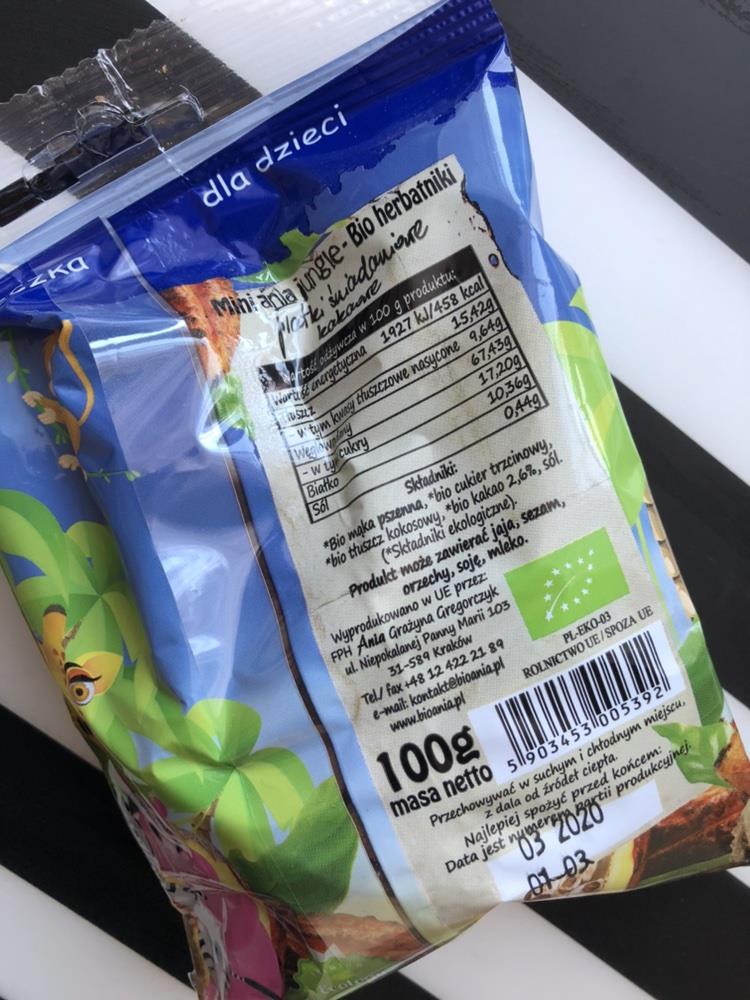 dla dzieci
czka
Mini ania jungle - Bio herbatniki
płatki śniadaniowe
kakaowe
Wartość odżywcza w 100 g produktu:
Wartość energetyczna 1927 kJ/458 kcal
Tłuszcz 15,42g
- w tym kwasy tłuszczowe nasycone 9,64g
Węglowodany 67,43g
- w tym cukry 17,20g
Białko 10,36g
Sól 0,44g
Składniki:
*Bio mąka pszenna, *bio cukier trzcinowy,
*bio tłuszcz kokosowy, *bio kakao 2,6%, sól.
(*Składniki ekologiczne).
Produkt może zawierać jaja, sezam,
orzechy, soję, mleko.
Wyprodukowano w UE przez:
FPH Ania Grażyna Gregorczyk
ul. Niepokalanej Panny Marii 103
31-589 Kraków
Tel/ fax +48 12 422 21 89
e-mail: kontakt@bioania.pl
www.bioania.pl
PL-EKO-03
ROLNICTWO UE/SPOZA UE
5 903453 005392
100g
masa netto
Przechowywać w suchym i chłodnym miejscu,
z dala od źródeł ciepła.
Najlepiej spożyć przed końcem:
Data jest numerem partii produkcyjnej.
03 2020
01-03